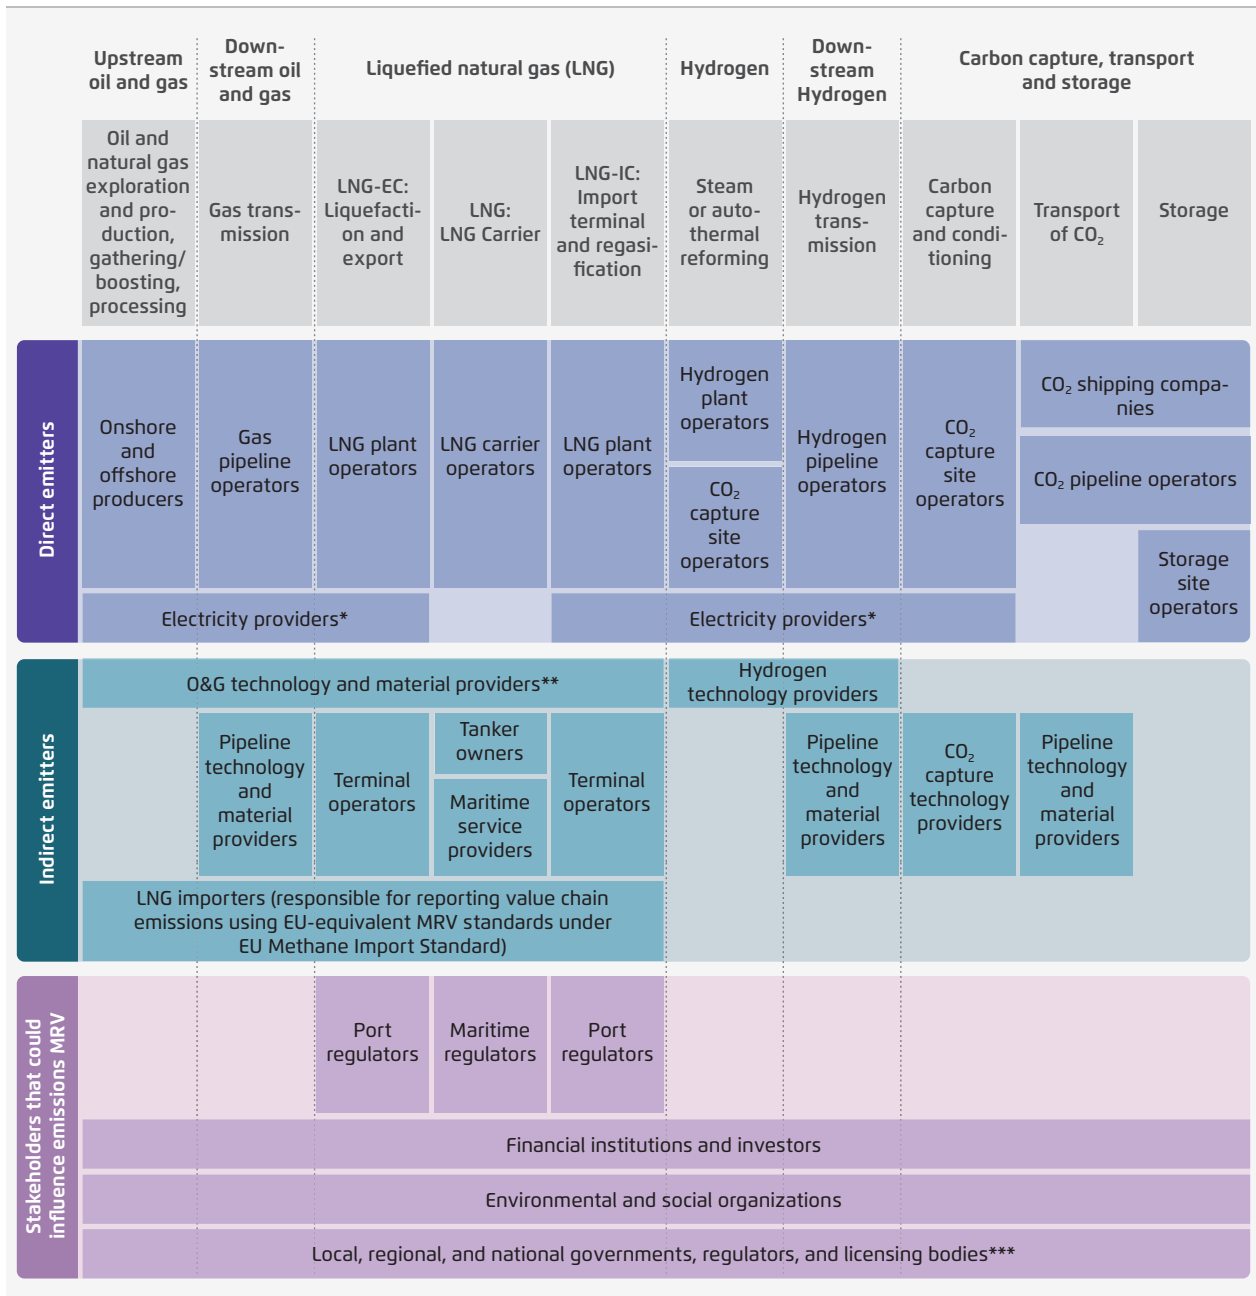 Upstream
oil and gas
Down-
stream oil
and gas
Liquefied natural gas (LNG)
Hydrogen
Down-
stream
Hydrogen
Carbon capture, transport
and storage
Oil and
natural gas
exploration
and pro-
duction,
gathering/
boosting,
processing
Gas trans-
mission
LNG-EC:
Liquefacti-
on and
export
LNG:
LNG Carrier
LNG-IC:
Import
terminal
and regasi-
fication
Steam
or auto-
thermal
reforming
Hydrogen
trans-
mission
Carbon
capture
and condi-
tioning
Transport
of CO₂
Storage
Direct emitters
Onshore
and
offshore
producers
Gas
pipeline
operators
LNG plant
operators
LNG carrier
operators
LNG plant
operators
Hydrogen
plant
operators
CO₂
capture
site
operators
Hydrogen
pipeline
operators
CO₂
capture
site
operators
CO₂ shipping compa-
nies
CO₂ pipeline operators
Storage
site
operators
Electricity providers*
Electricity providers*
Indirect emitters
O&G technology and material providers**
Hydrogen
technology providers
Pipeline
technology
and
material
providers
Terminal
operators
Tanker
owners
Maritime
service
providers
Terminal
operators
Pipeline
technology
and
material
providers
CO₂
capture
technology
providers
Pipeline
technology
and
material
providers
LNG importers (responsible for reporting value chain
emissions using EU-equivalent MRV standards under
EU Methane Import Standard)
Stakeholders that could
influence emissions MRV
Port
regulators
Maritime
regulators
Port
regulators
Financial institutions and investors
Environmental and social organizations
Local, regional, and national governments, regulators, and licensing bodies***